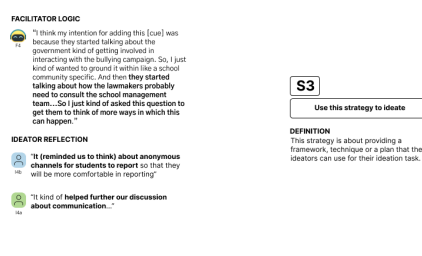 FACILITATOR LOGIC
"I think my intention for adding this [cue] was
because they started talking about the
government kind of getting involved in
interacting with the bullying campaign. So, I just
kind of wanted to ground it within like a school
community specific. And then they started
talking about how the lawmakers probably
need to consult the school management
team...So I just kind of asked this question to
get them to think of more ways in which this
can happen."
F4
IDEATOR REFLECTION
"It (reminded us to think) about anonymous
channels for students to report so that they
will be more comfortable in reporting"
I4b
"It kind of helped further our discussion
about communication..."
I4a
S3
Use this strategy to ideate
DEFINITION
This strategy is about providing a
framework, technique or a plan that the
ideators can use for their ideation task.